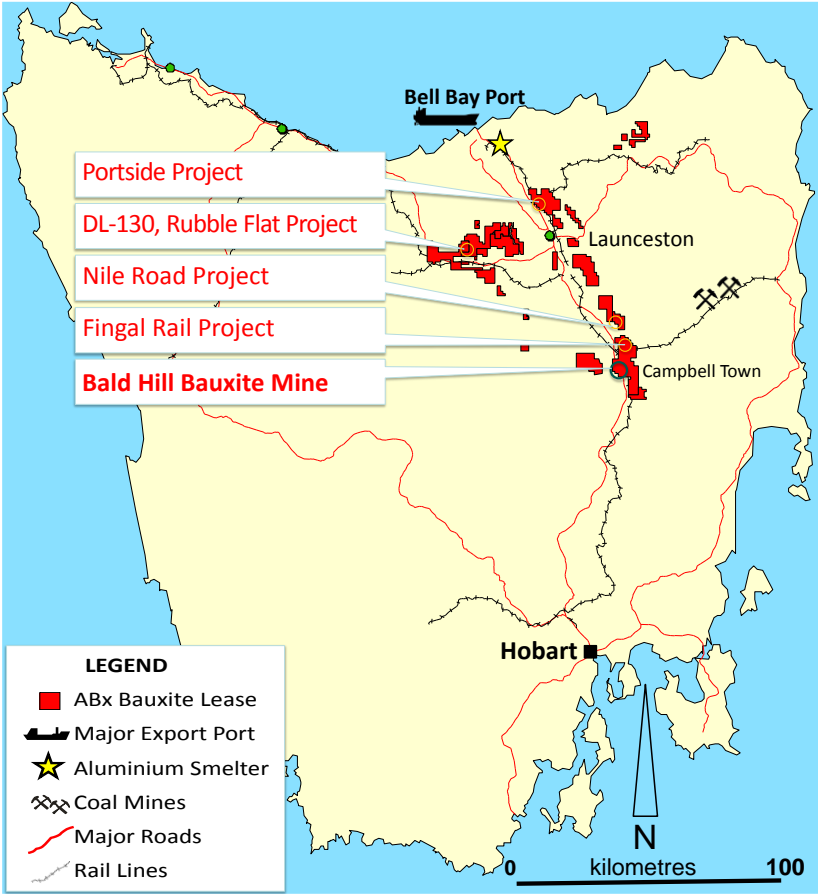 Bell Bay Port
Portside Project
DL-130, Rubble Flat Project
Launceston
Nile Road Project
Fingal Rail Project
Bald Hill Bauxite Mine
Campbell Town
Hobart
LEGEND
ABx Bauxite Lease
Major Export Port
Aluminium Smelter
Coal Mines
Major Roads
Rail Lines
N
0 kilometres 100